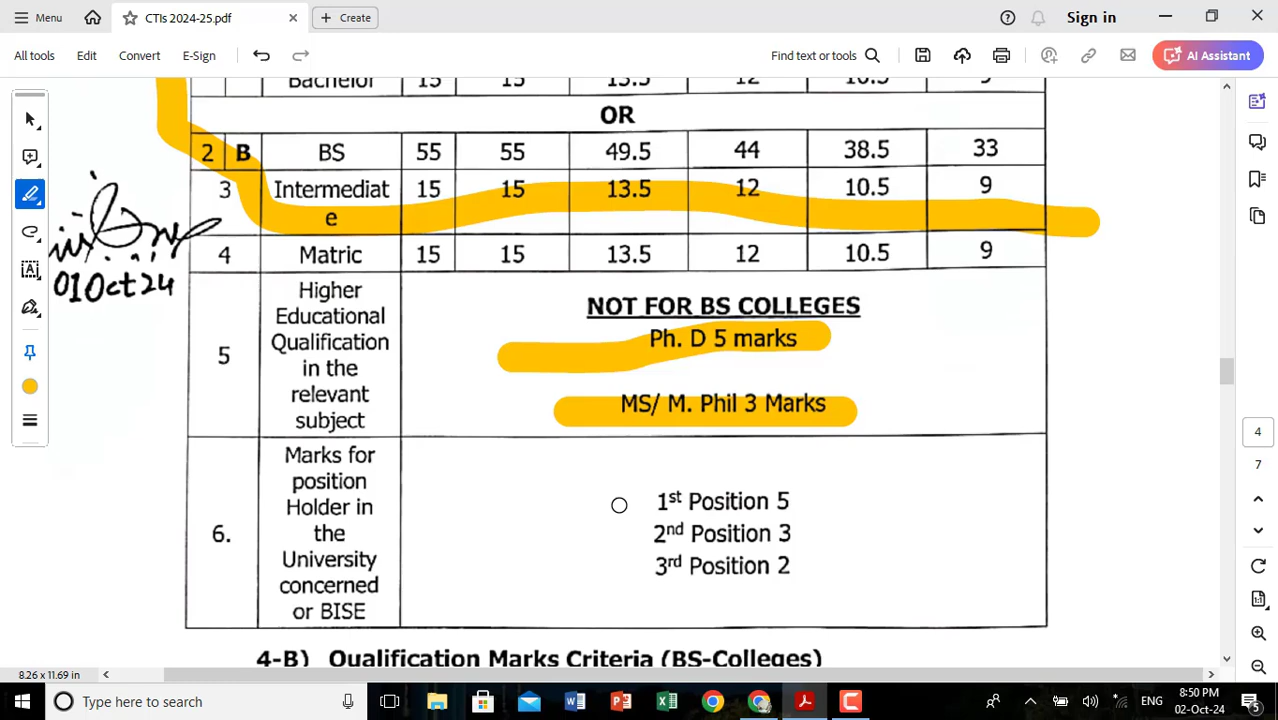 Menu
CTIs 2024-25.pdf
Create
Sign in
All tools
Edit
Convert
E-Sign
Find text or tools
AI Assistant
Bachelor 15 15 13.5 12 10.5 9
OR
2 B BS 55 55 49.5 44 38.5 33
3 Intermediat 15 15 13.5 12 10.5 9
e
4 Matric 15 15 13.5 12 10.5 9
01Oct24
5
Higher
Educational
Qualification
in the
relevant
subject
NOT FOR BS COLLEGES
Ph. D 5 marks
MS/ M. Phil 3 Marks
6.
Marks for
position
Holder in
the
University
concerned
or BISE
1st Position 5
2nd Position 3
3rd Position 2
4-B) Qualification Marks Criteria (BS-Colleges)
4
7
8.26 x 11.69 in
Type here to search
ENG
8:50 PM
02-Oct-24
5